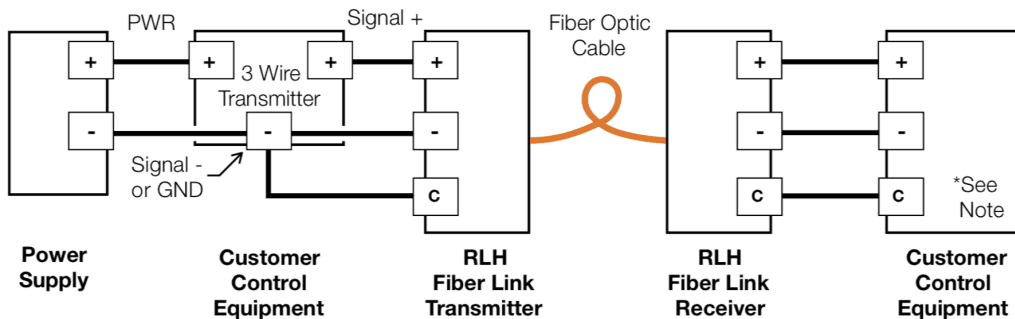 PWR
Signal +
Fiber Optic
Cable
+
+
+
+
+
+
3 Wire
Transmitter
-
-
-
-
-
Signal -
or GND
C
C
C
*See
Note
Power
Supply
Customer
Control
Equipment
RLH
Fiber Link
Transmitter
RLH
Fiber Link
Receiver
Customer
Control
Equipment